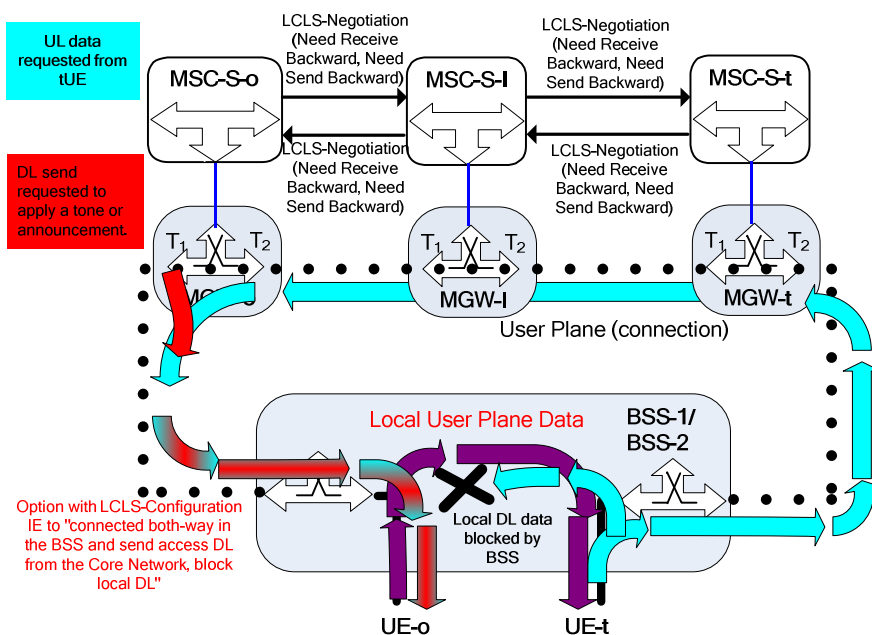 UL data
requested from
tUE
LCLS-Negotiation
(Need Receive
Backward, Need
Send Backward)
LCLS-Negotiation
(Need Receive
Backward, Need
Send Backward)
MSC-S-o
MSC-S-I
MSC-S-t
LCLS-Negotiation
(Need Receive
Backward, Need
Send Backward)
LCLS-Negotiation
(Need Receive
Backward, Need
Send Backward)
DL send
requested to
apply a tone or
announcement.
T1
T2
T1
T2
T1
T2
MGW-I
MGW-t
User Plane (connection)
Local User Plane Data
BSS-1/
BSS-2
Option with LCLS-Configuration
IE to "connected both-way in
the BSS and send access DL
from the Core Network, block
local DL"
Local DL data
blocked by
BSS
UE-o
UE-t